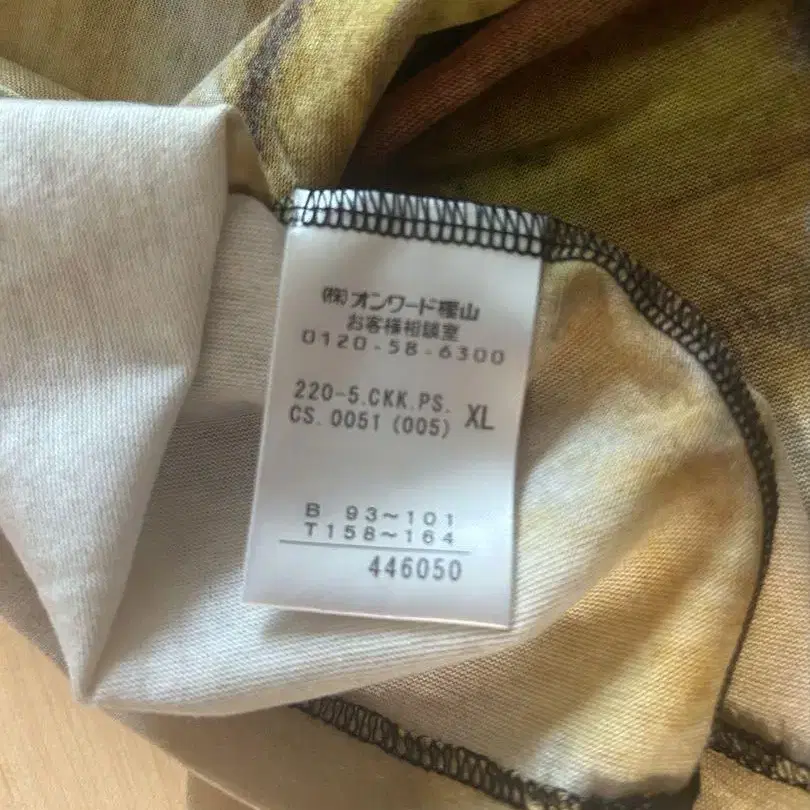 (株)オンワード樫山
お客様相談室
0120-58-6300
220-5.CKK.PS.
CS.0051(005) XL
B 93~101
T158~164
446050